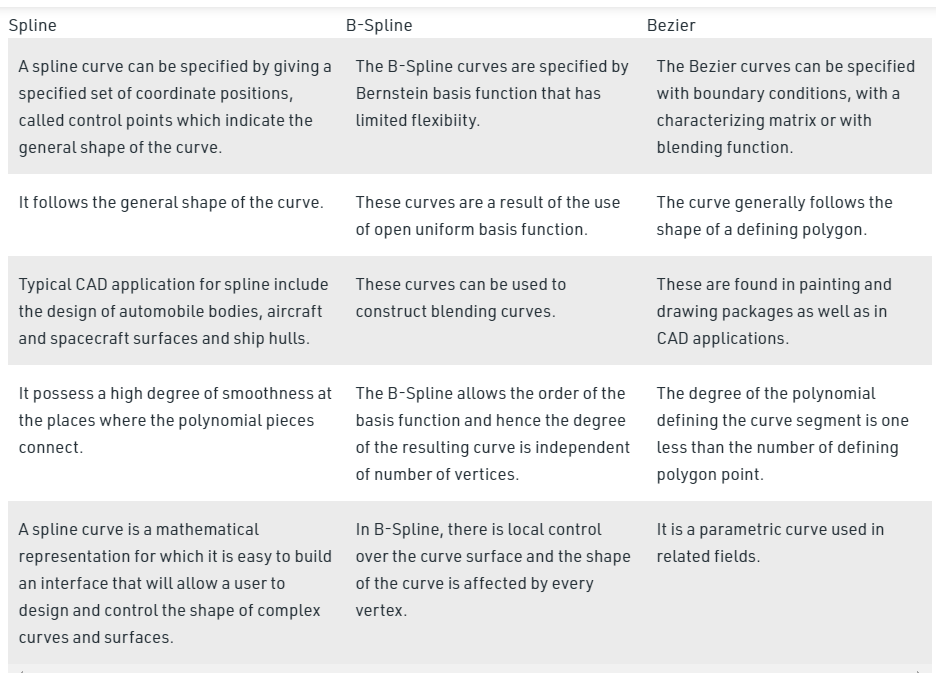 Spline B-Spline Bezier
A spline curve can be specified by giving a
specified set of coordinate positions,
called control points which indicate the
general shape of the curve.
The B-Spline curves are specified by
Bernstein basis function that has
limited flexibiity.
The Bezier curves can be specified
with boundary conditions, with a
characterizing matrix or with
blending function.
It follows the general shape of the curve.
These curves are a result of the use
of open uniform basis function.
The curve generally follows the
shape of a defining polygon.
Typical CAD application for spline include
the design of automobile bodies, aircraft
and spacecraft surfaces and ship hulls.
These curves can be used to
construct blending curves.
These are found in painting and
drawing packages as well as in
CAD applications.
It possess a high degree of smoothness at
the places where the polynomial pieces
connect.
The B-Spline allows the order of the
basis function and hence the degree
of the resulting curve is independent
of number of vertices.
The degree of the polynomial
defining the curve segment is one
less than the number of defining
polygon point.
A spline curve is a mathematical
representation for which it is easy to build
an interface that will allow a user to
design and control the shape of complex
curves and surfaces.
In B-Spline, there is local control
over the curve surface and the shape
of the curve is affected by every
vertex.
It is a parametric curve used in
related fields.